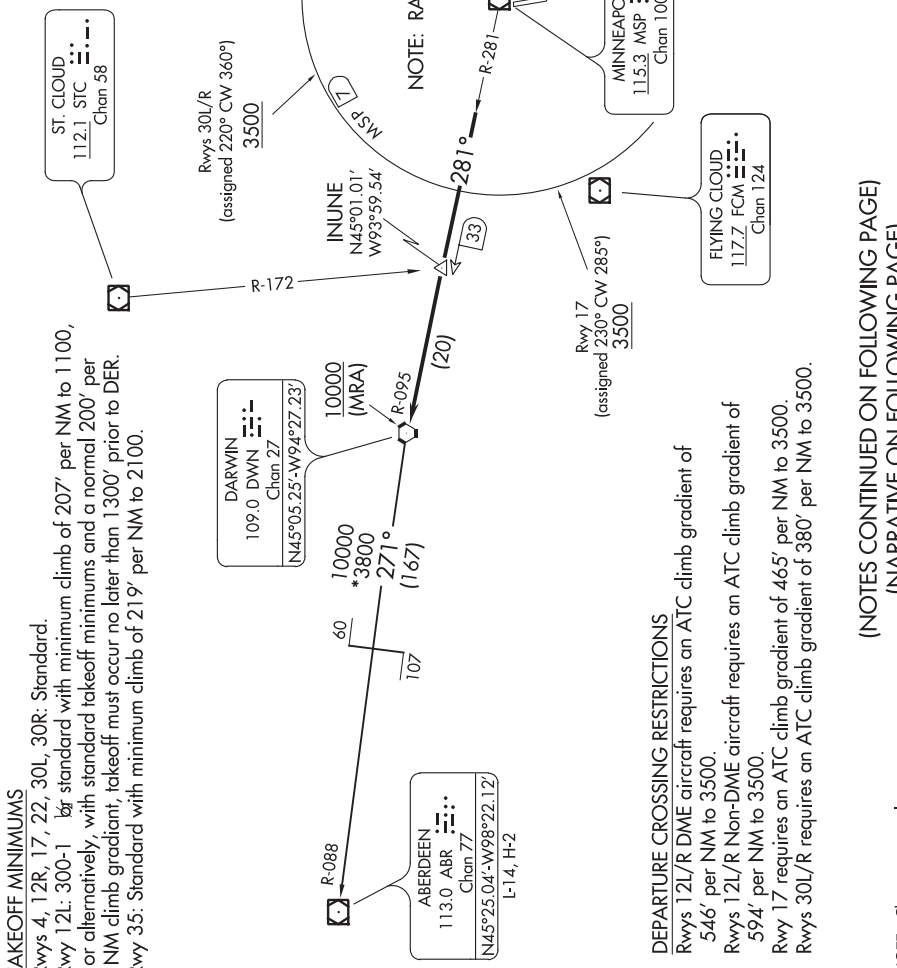 TAKEOFF MINIMUMS
Rwys 4, 12R, 17, 22, 30L, 30R: Standard.
Rwy 12L: 300-1 or standard with minimum climb of 207' per NM to 1100,
or alternatively, with standard takeoff minimums and a normal 200' per
NM climb gradiant, takeoff must occur no later than 1300' prior to DER.
Rwy 35: Standard with minimum climb of 219' per NM to 2100.
ST. CLOUD
112.1 STC
Chan 58
Rwys 30L/R
(assigned 220° CW 360°)
3500
NOTE: RA
MSP 7
R-281
MINNEAPO
115.3 MSP
Chan 100
INUNE
N45°01.01'
W93°59.54'
281°
33
R-172
FLYING CLOUD
117.7 FCM
Chan 124
Rwy 17
(assigned 230° CW 285°)
3500
DARWIN
109.0 DWN
Chan 27
N45°05.25'-W94°27.23'
10000
(MRA)
R-095
(20)
10000
*3800
271°
(167)
60
107
R-088
ABERDEEN
113.0 ABR
Chan 77
N45°25.04'-W98°22.12'
L-14, H-2
DEPARTURE CROSSING RESTRICTIONS
Rwys 12L/R DME aircraft requires an ATC climb gradient of
546' per NM to 3500.
Rwys 12L/R Non-DME aircraft requires an ATC climb gradient of
594' per NM to 3500.
Rwy 17 requires an ATC climb gradient of 465' per NM to 3500.
Rwys 30L/R requires an ATC climb gradient of 380' per NM to 3500.
(NOTES CONTINUED ON FOLLOWING PAGE)
(NARRATIVE ON FOLLOWING PAGE)